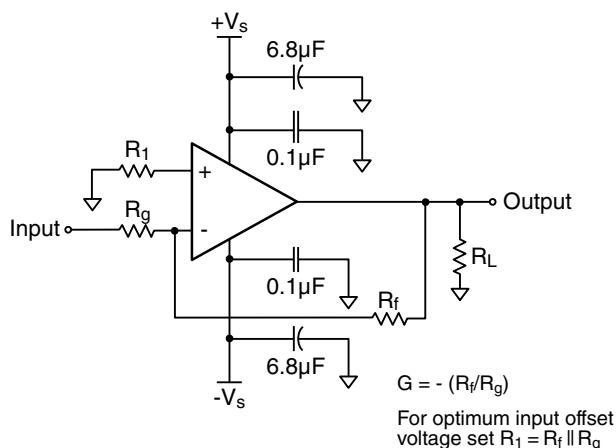 +Vs
6.8µF
0.1µF
R1
+
Input
Rg
-
Output
RL
0.1µF
Rf
6.8µF
-Vs
G = - (Rf/Rg)
For optimum input offset
voltage set R1 = Rf || Rg